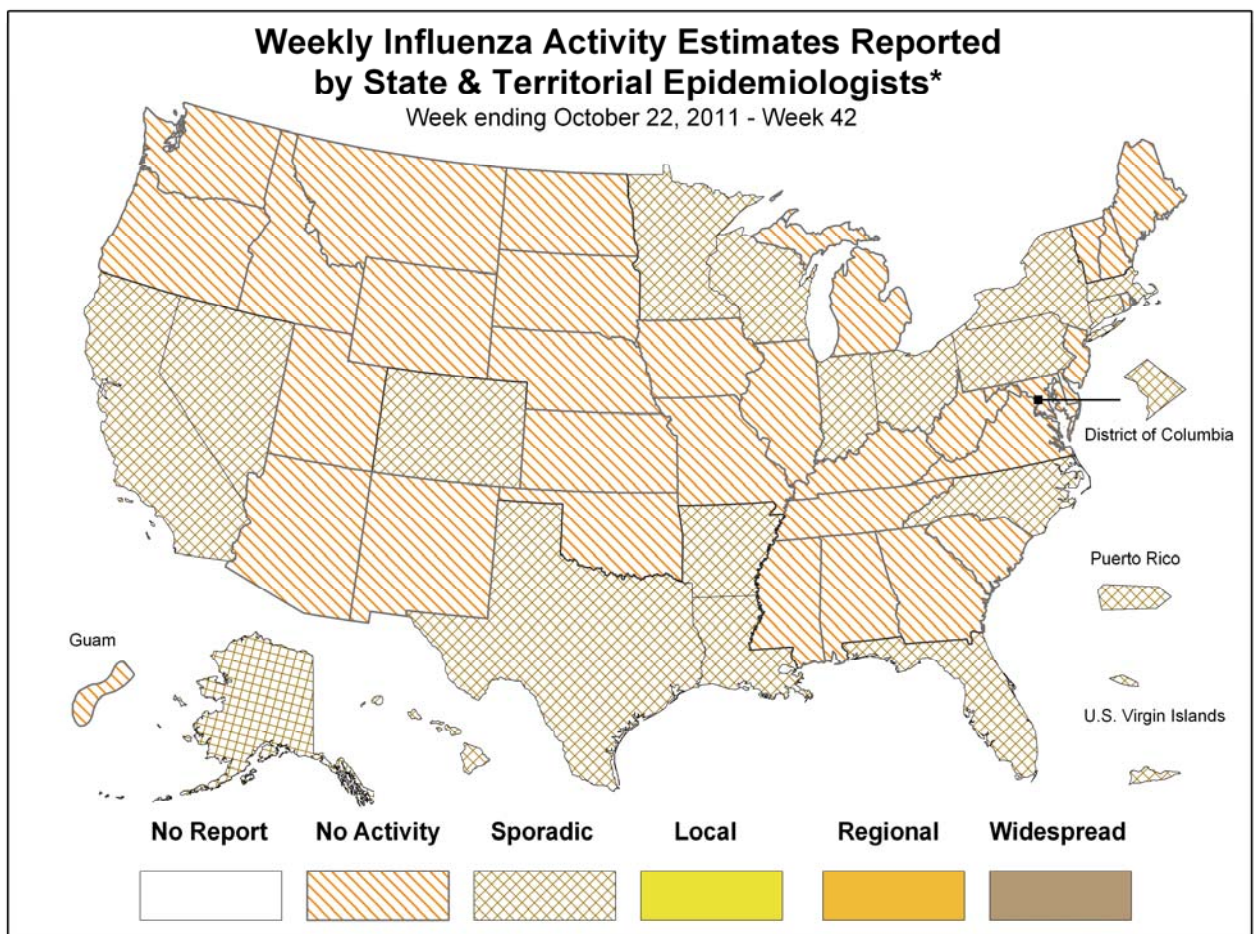 Weekly Influenza Activity Estimates Reported
by State & Territorial Epidemiologists*
Week ending October 22, 2011 - Week 42
District of Columbia
Puerto Rico
Guam
U.S. Virgin Islands
No Report
No Activity
Sporadic
Local
Regional
Widespread